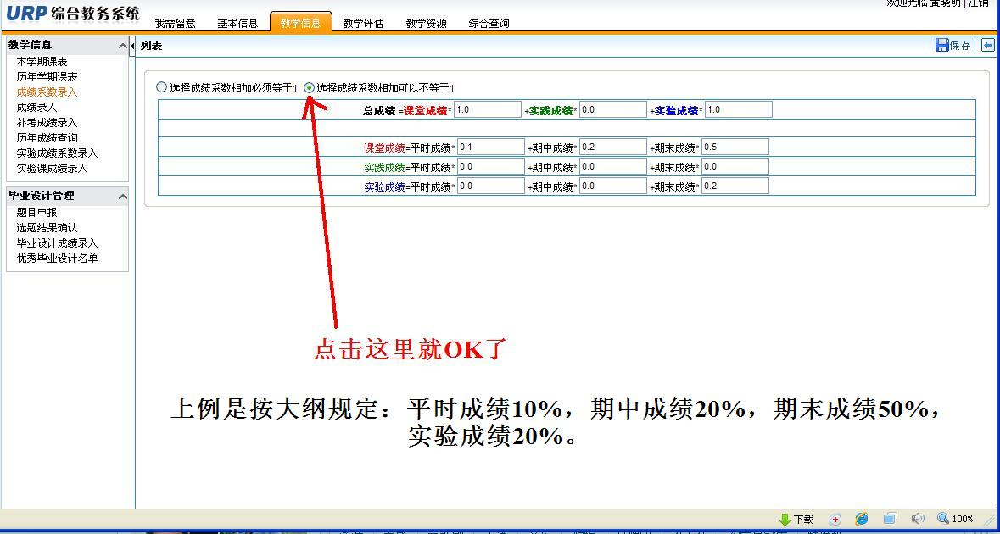 欢迎光临 黄晓明 | 注销
URP综合教务系统
我需留意 基本信息 教学信息 教学评估 教学资源 综合查询
教学信息
本学期课表
历年学期课表
成绩系数录入
成绩录入
补考成绩录入
历年成绩查询
实验成绩系数录入
实验课成绩录入
毕业设计管理
题目申报
选题结果确认
毕业设计成绩录入
优秀毕业设计名单
列表 保存
选择成绩系数相加必须等于1 选择成绩系数相加可以不等于1
总成绩 =课堂成绩* 1.0 +实践成绩* 0.0 +实验成绩* 1.0
课堂成绩=平时成绩* 0.1 +期中成绩* 0.2 +期末成绩* 0.5
实践成绩=平时成绩* 0.0 +期中成绩* 0.0 +期末成绩* 0.0
实验成绩=平时成绩* 0.0 +期中成绩* 0.0 +期末成绩* 0.2
点击这里就OK了
上例是按大纲规定：平时成绩10%，期中成绩20%，期末成绩50%，
实验成绩20%。
下载 100%